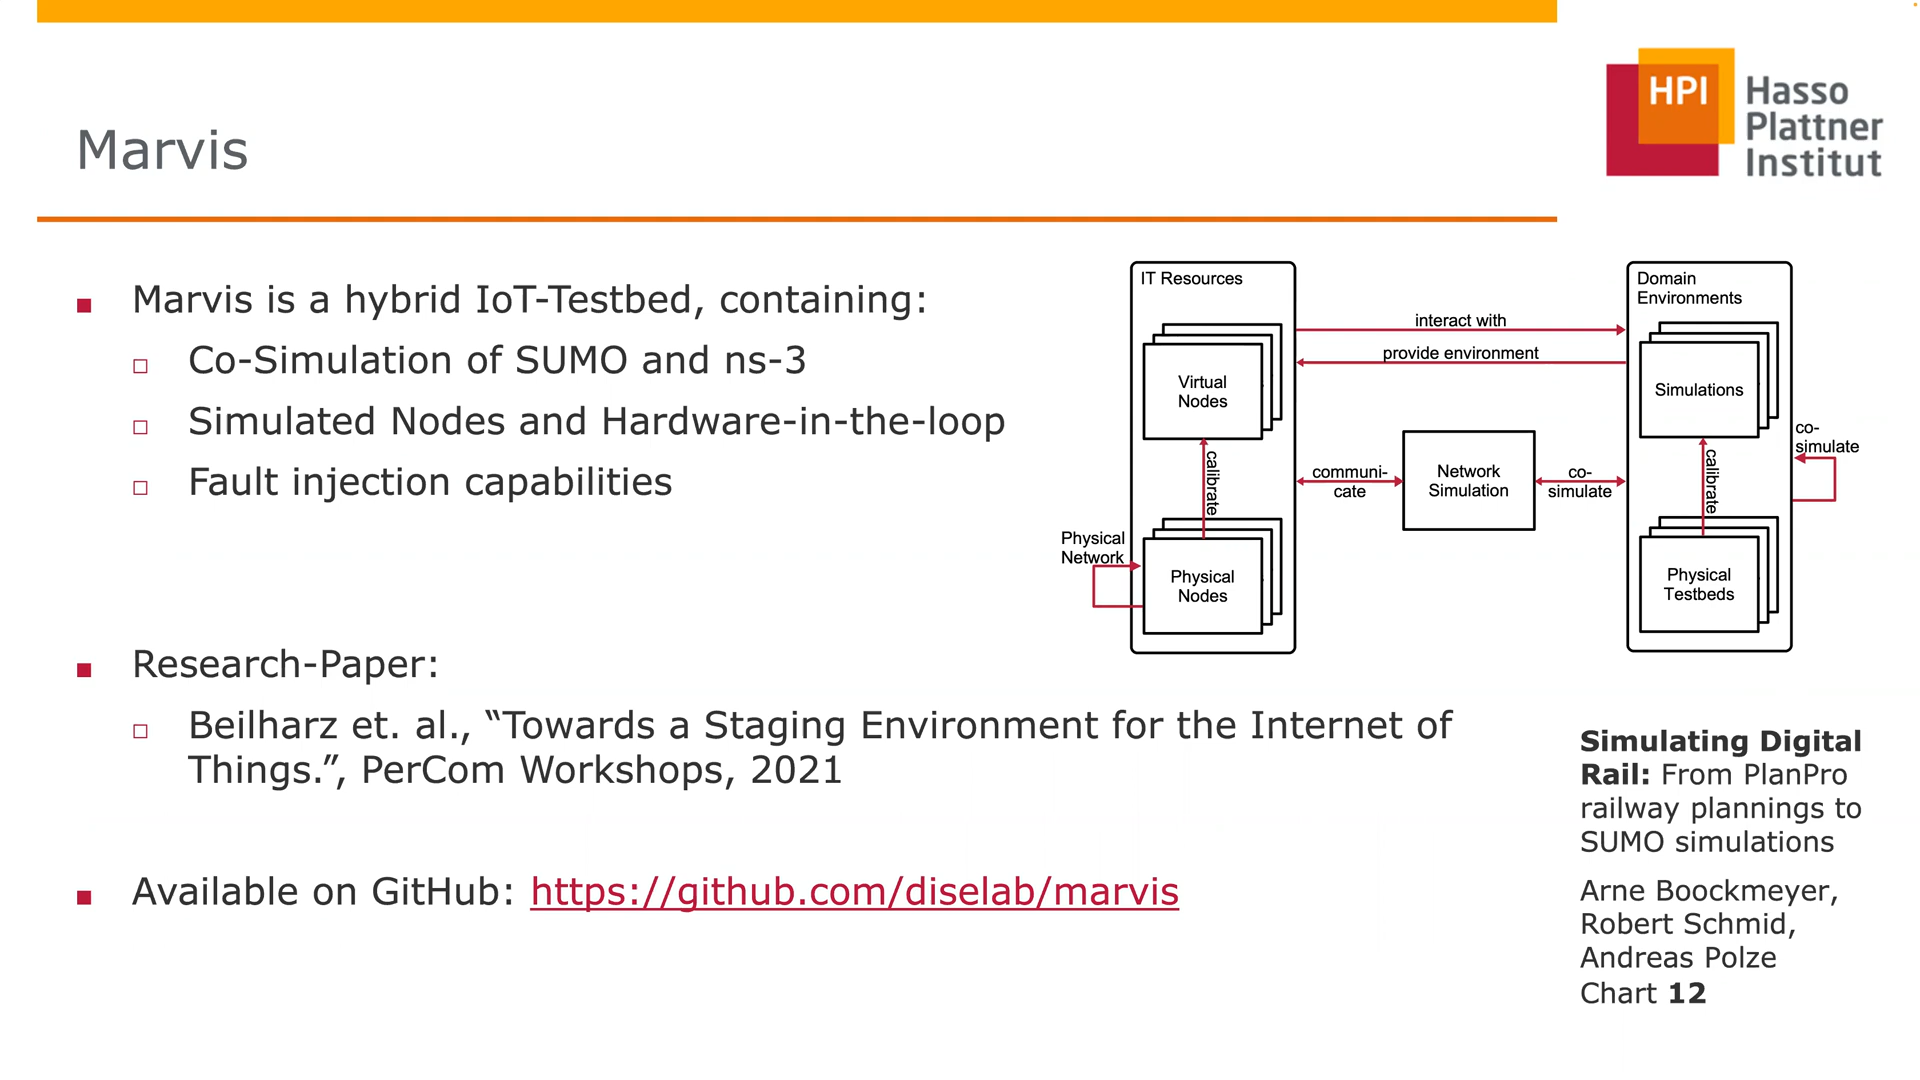 HPI Hasso
Plattner
Institut
Marvis
Marvis is a hybrid IoT-Testbed, containing:
Co-Simulation of SUMO and ns-3
Simulated Nodes and Hardware-in-the-loop
Fault injection capabilities
IT Resources
Virtual
Nodes
calibrate
Physical
Network
Physical
Nodes
interact with
provide environment
communi-
cate
Network
Simulation
co-
simulate
Domain
Environments
Simulations
calibrate
Physical
Testbeds
co-
simulate
Research-Paper:
Beilharz et. al., “Towards a Staging Environment for the Internet of
Things.”, PerCom Workshops, 2021
Available on GitHub: https://github.com/diselab/marvis
Simulating Digital
Rail: From PlanPro
railway plannings to
SUMO simulations
Arne Boockmeyer,
Robert Schmid,
Andreas Polze
Chart 12